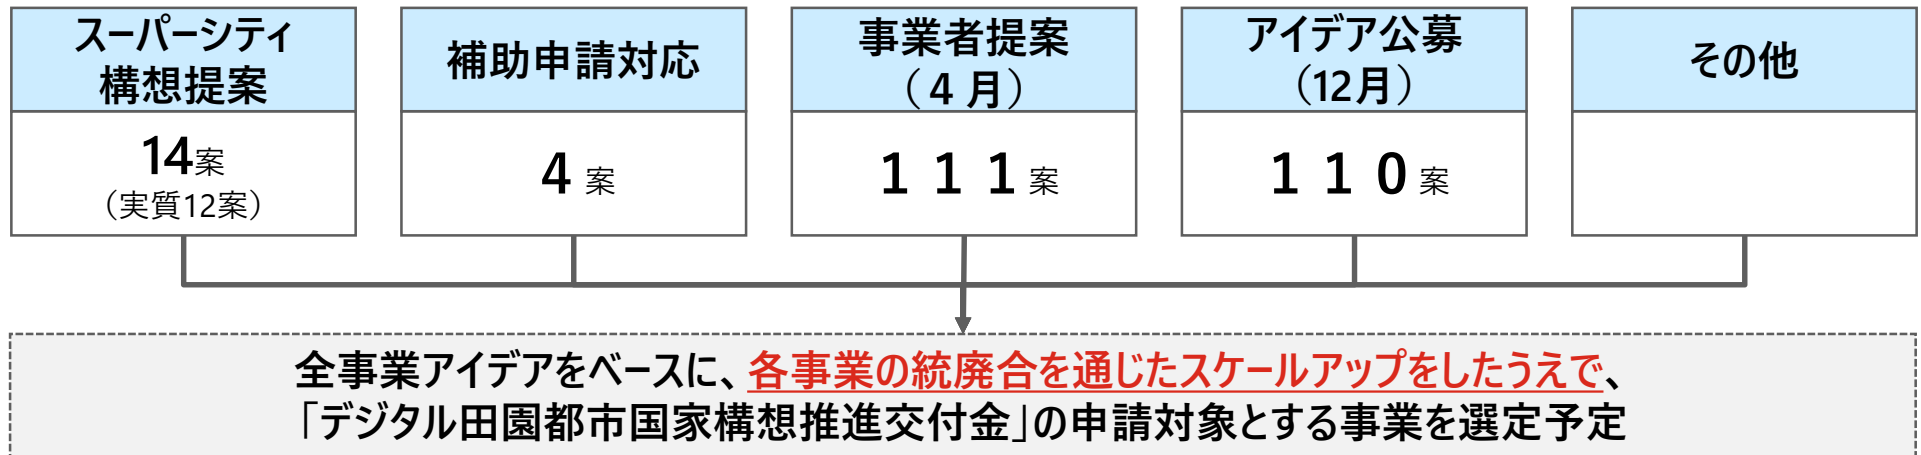 スーパーシティ
構想提案
14案
（実質12案）
補助申請対応
4 案
事業者提案
（４月）
１１１案
アイデア公募
（12月）
１１０案
その他
全事業アイデアをベースに、各事業の統廃合を通じたスケールアップをしたうえで、
「デジタル田園都市国家構想推進交付金」の申請対象とする事業を選定予定